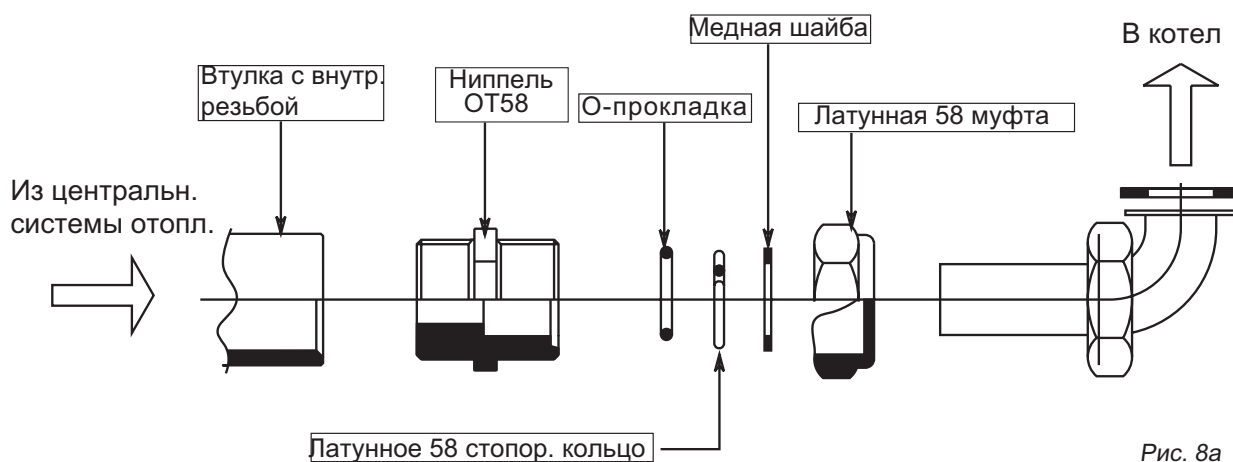 Медная шайба
В котел
Втулка с внутр.
резьбой
Ниппель
ОТ58
О-прокладка
Латунная 58 муфта
Из центральн.
системы отопл.
Латунное 58 стопор. кольцо
Рис. 8а